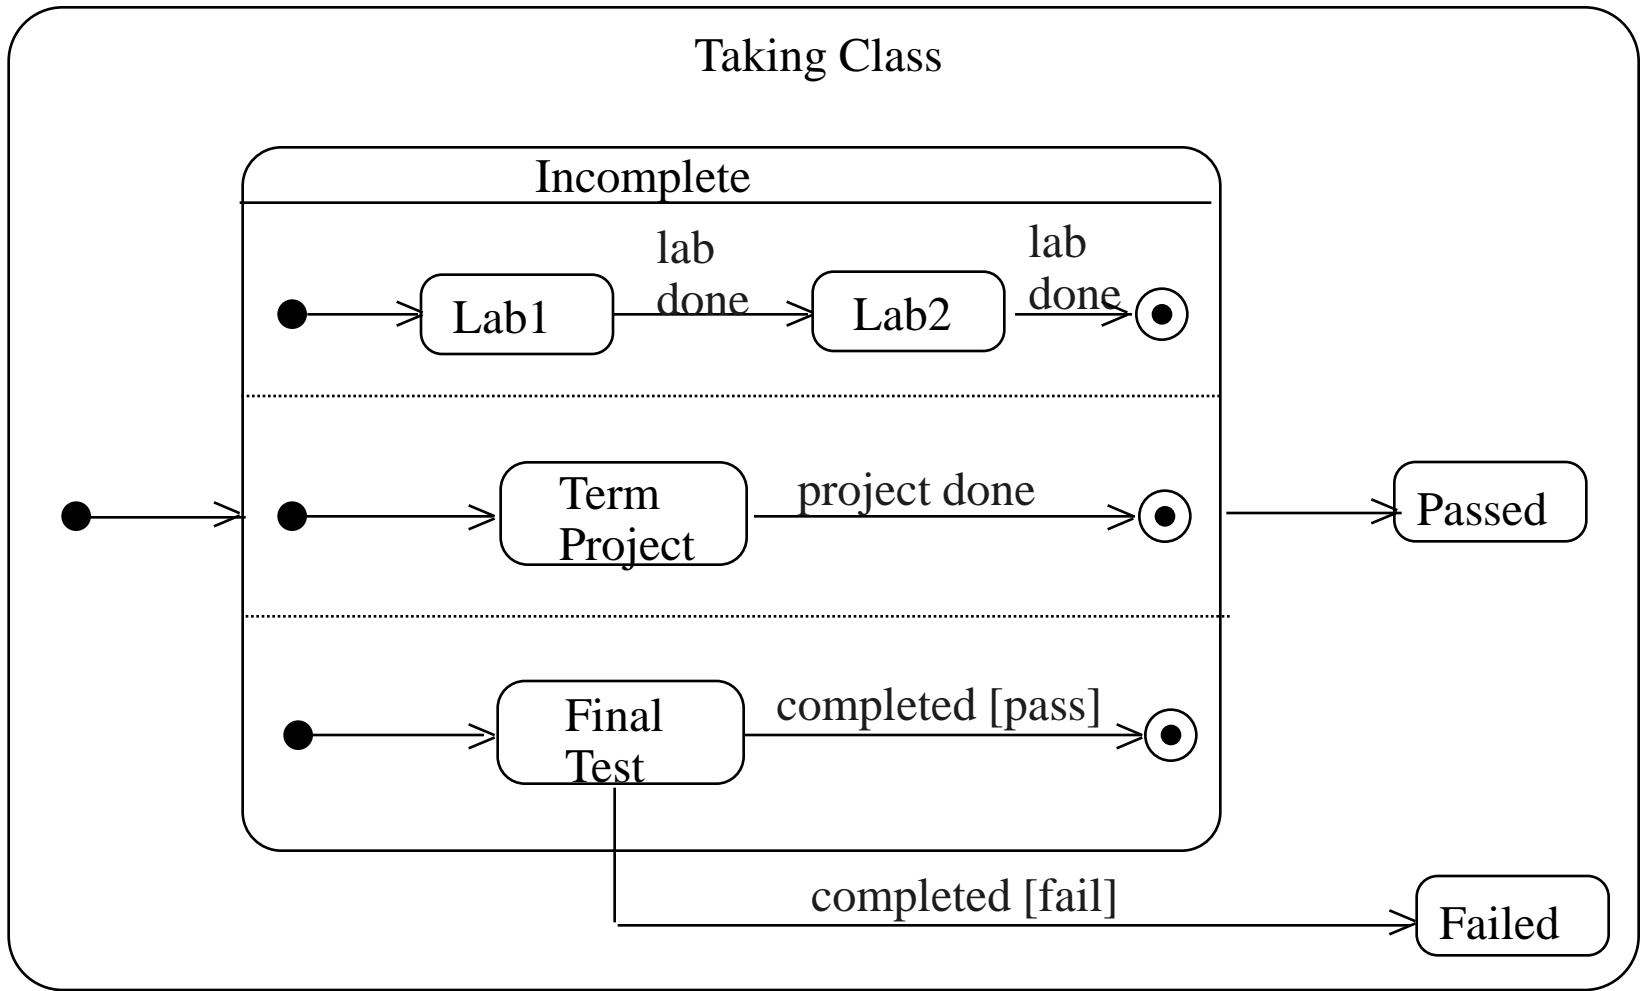 Taking Class
Incomplete
lab
done
lab
done
Lab1
Lab2
Term
Project
project done
Passed
Final
Test
completed [pass]
completed [fail]
Failed